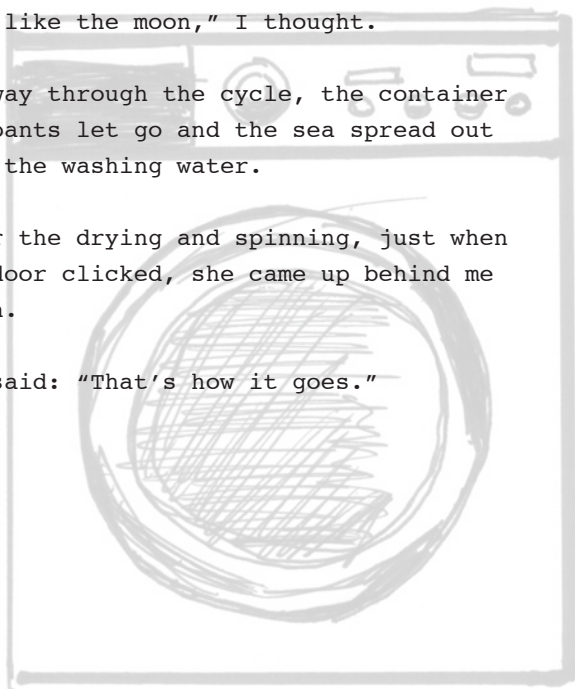 like the moon,” I thought.
way through the cycle, the container
pants let go and the sea spread out
the washing water.
r the drying and spinning, just when
door clicked, she came up behind me
said: “That’s how it goes.”